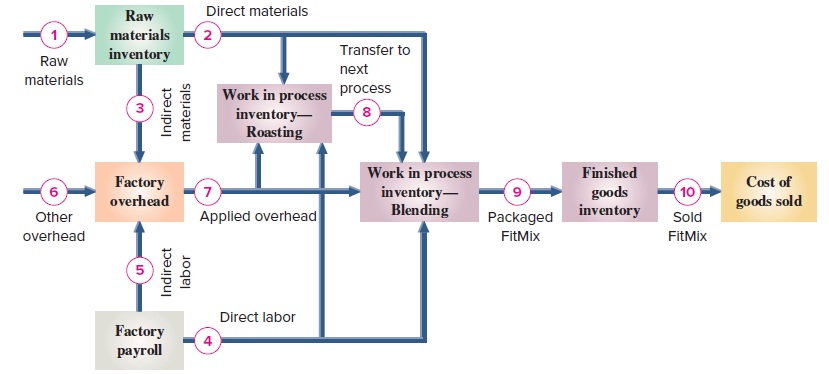 Direct materials
Raw
materials
inventory
1
2
Raw
materials
Transfer to
next
process
3
Indirect
materials
Work in process
inventory—
Roasting
8
6
Factory
overhead
7
Work in process
inventory—
Blending
9
Finished
goods
inventory
10
Cost of
goods sold
Other
overhead
Applied overhead
Packaged
FitMix
Sold
FitMix
5
Indirect
labor
Direct labor
Factory
payroll
4